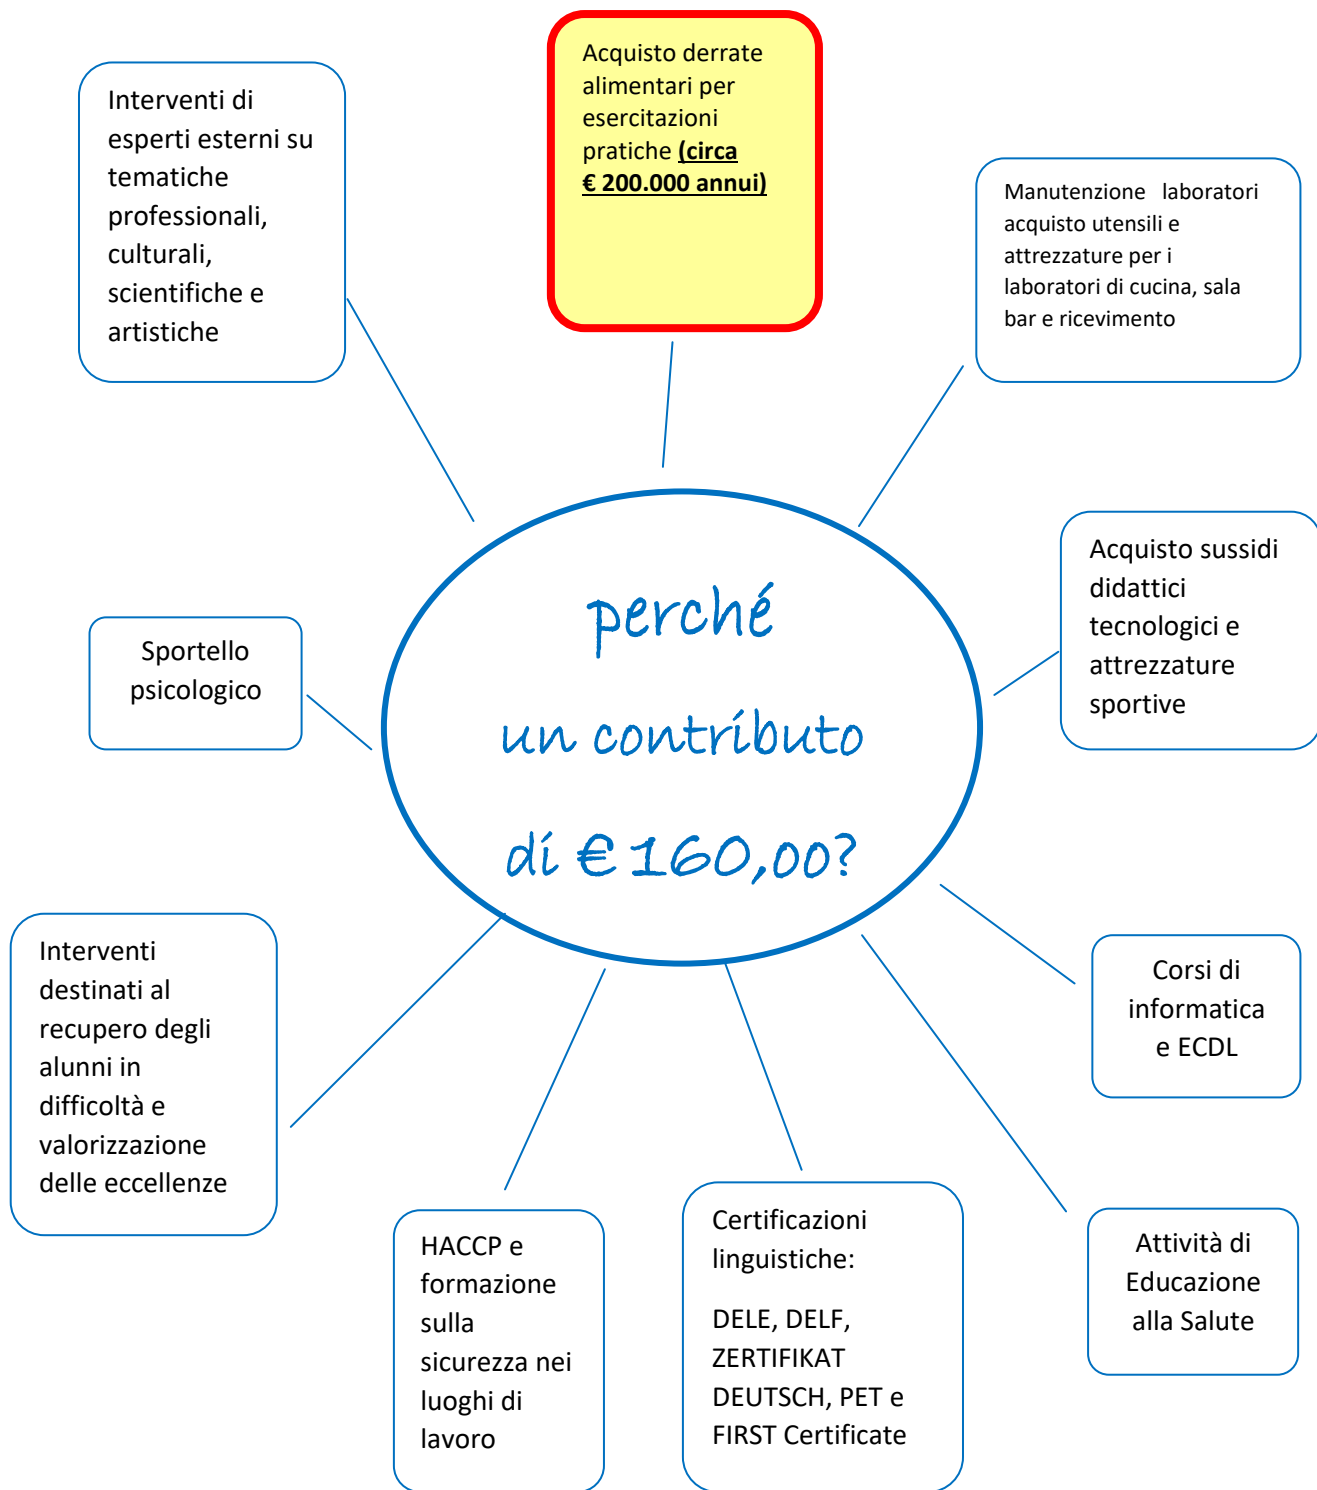 Acquisto derrate
alimentari per
esercitazioni
pratiche (circa
€ 200.000 annui)
Interventi di
esperti esterni su
tematiche
professionali,
culturali,
scientifiche e
artistiche
Manutenzione laboratori
acquisto utensili e
attrezzature per i
laboratori di cucina, sala
bar e ricevimento
Acquisto sussidi
didattici
tecnologici e
attrezzature
sportive
perché
un contributo
di € 160,00?
Sportello
psicologico
Interventi
destinati al
recupero degli
alunni in
difficoltà e
valorizzazione
delle eccellenze
Corsi di
informatica
e ECDL
HACCP e
formazione
sulla
sicurezza nei
luoghi di
lavoro
Certificazioni
linguistiche:
DELE, DELF,
ZERTIFIKAT
DEUTSCH, PET e
FIRST Certificate
Attività di
Educazione
alla Salute